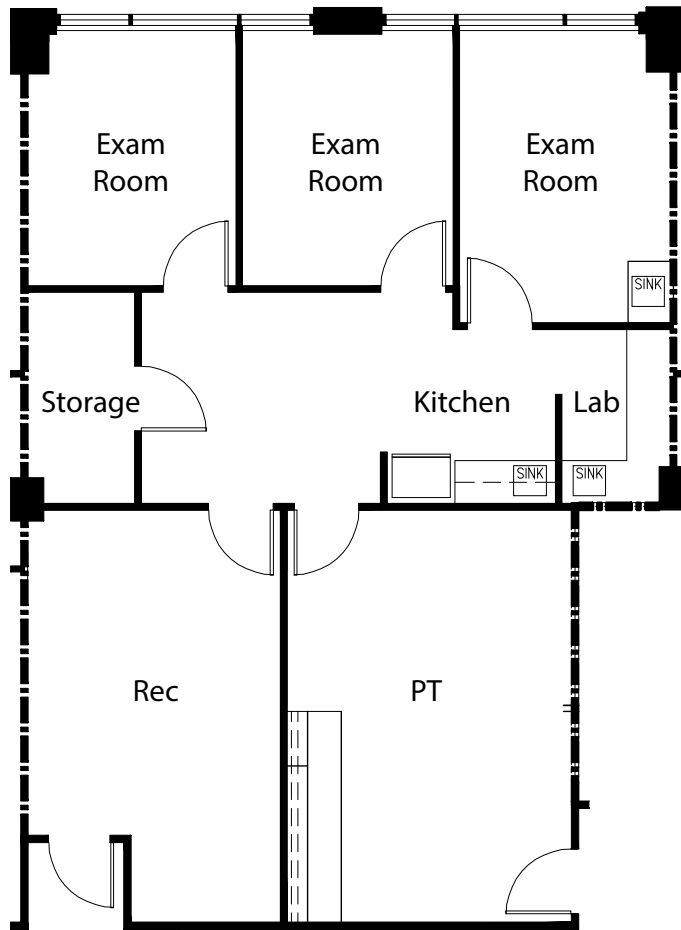 Exam
Room
Exam
Room
Exam
Room
SINK
Storage
Kitchen
Lab
SINK
SINK
Rec
PT